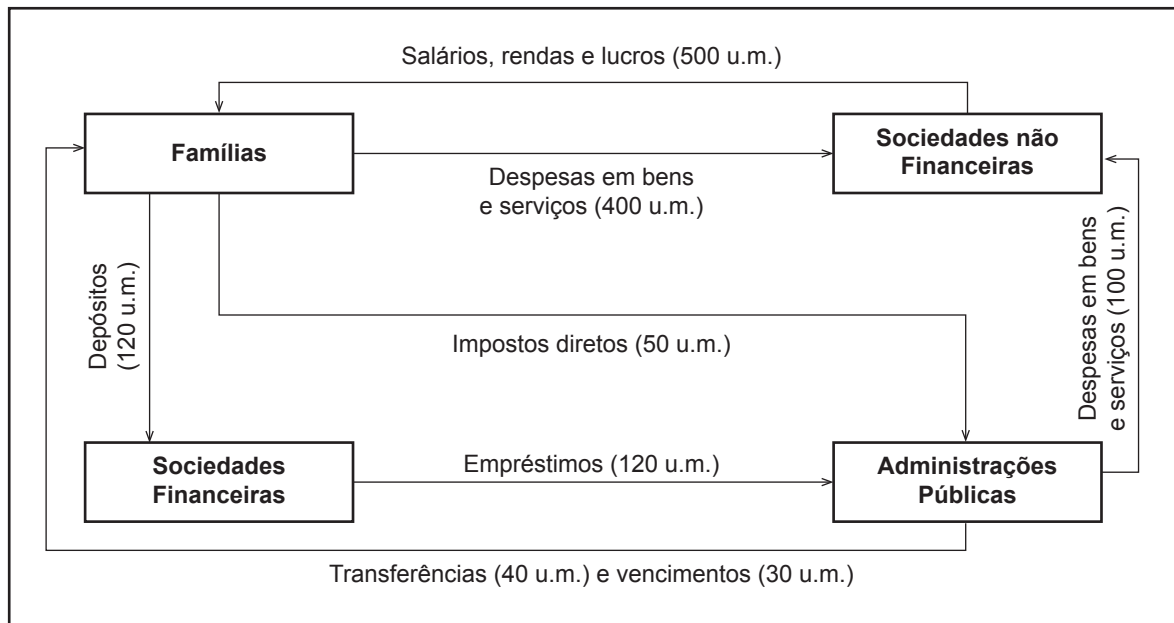 Salários, rendas e lucros (500 u.m.)
Famílias
Sociedades não
Financeiras
Despesas em bens
e serviços (400 u.m.)
Depósitos
(120 u.m.)
Despesas em bens
e serviços (100 u.m.)
Impostos diretos (50 u.m.)
Sociedades
Financeiras
Empréstimos (120 u.m.)
Administrações
Públicas
Transferências (40 u.m.) e vencimentos (30 u.m.)